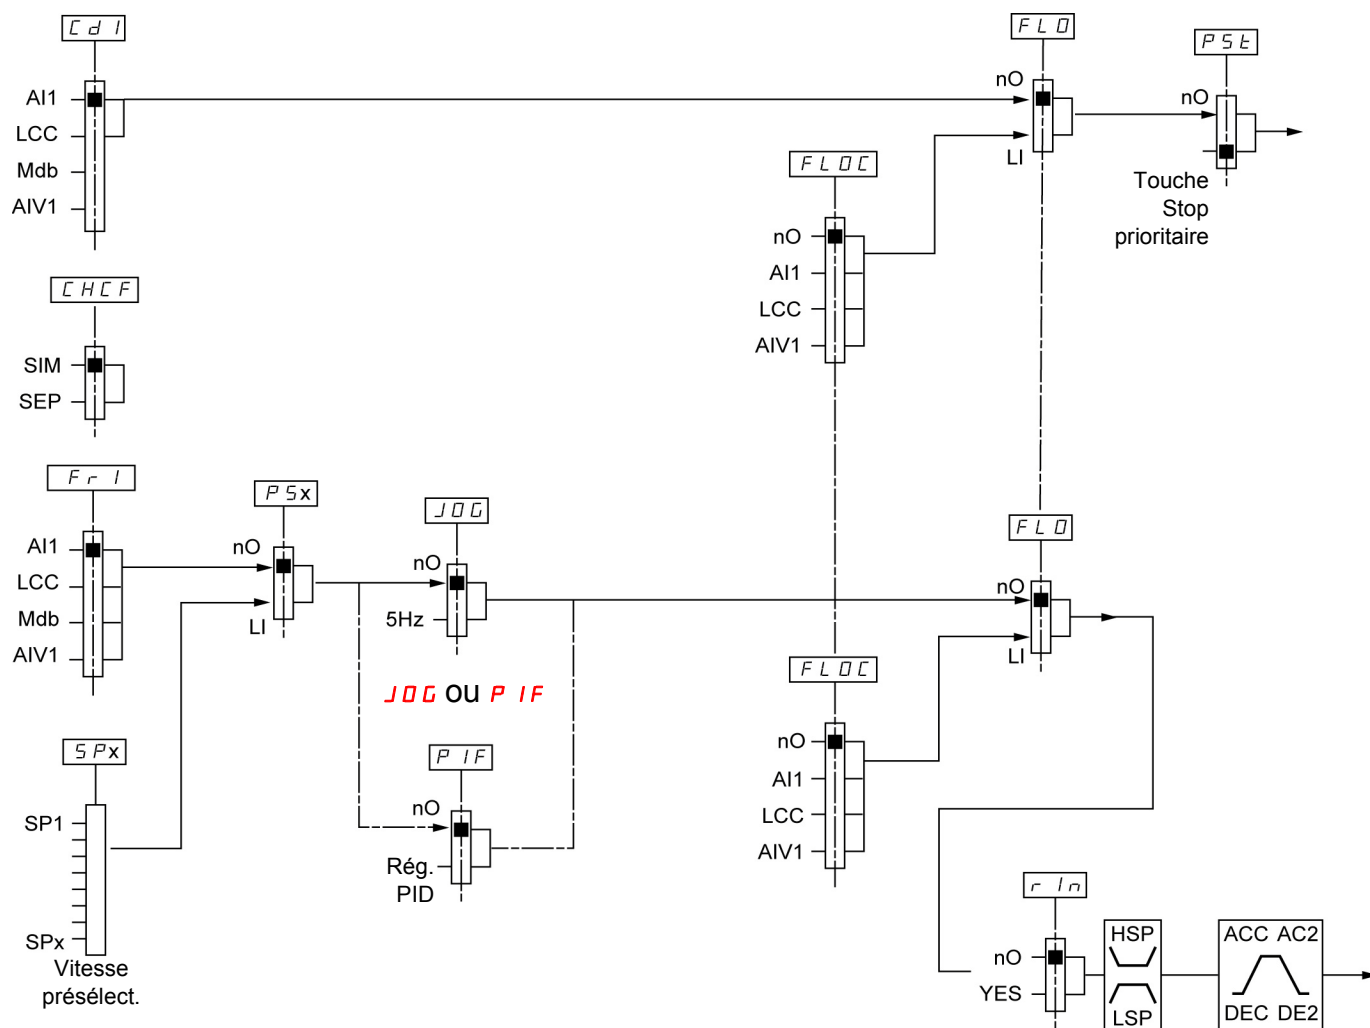 Cd1
AI1
LCC
Mdb
AIV1
FLO
nO
LI
PSt
nO
Touche
Stop
prioritaire
FLOC
nO
AI1
LCC
AIV1
CHCF
SIM
SEP
Fr1
AI1
LCC
Mdb
AIV1
PSx
nO
LI
JOG
nO
5Hz
JOG ou PIF
PIF
nO
Rég.
PID
SPx
SP1
SPx
Vitesse
présélect.
FLO
nO
LI
FLOC
nO
AI1
LCC
AIV1
rIn
nO
YES
HSP
LSP
ACC AC2
DEC DE2